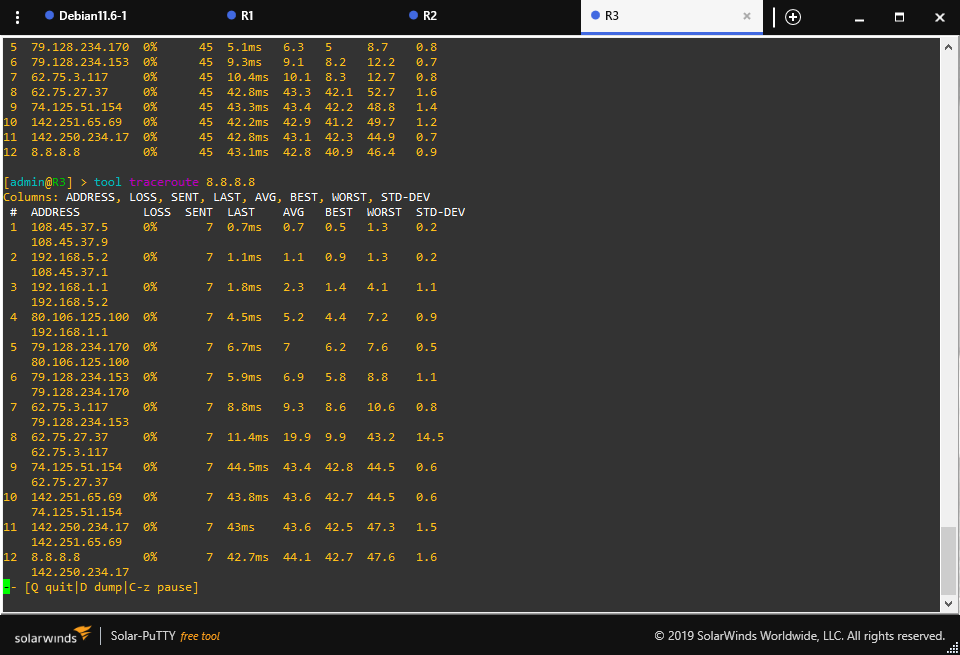 Debian11.6-1 R1 R2 R3
5 79.128.234.170 0% 45 5.1ms 6.3 5 8.7 0.8
6 79.128.234.153 0% 45 9.3ms 9.1 8.2 12.2 0.7
7 62.75.3.117 0% 45 10.4ms 10.1 8.3 12.7 0.8
8 62.75.27.37 0% 45 42.8ms 43.3 42.1 52.7 1.6
9 74.125.51.154 0% 45 43.3ms 43.4 42.2 48.8 1.4
10 142.251.65.69 0% 45 42.2ms 42.9 41.2 49.7 1.2
11 142.250.234.17 0% 45 42.8ms 43.1 42.3 44.9 0.7
12 8.8.8.8 0% 45 43.1ms 42.8 40.9 46.4 0.9
[admin@R3] > tool traceroute 8.8.8.8
Columns: ADDRESS, LOSS, SENT, LAST, AVG, BEST, WORST, STD-DEV
# ADDRESS LOSS SENT LAST AVG BEST WORST STD-DEV
1 108.45.37.5 0% 7 0.7ms 0.7 0.5 1.3 0.2
108.45.37.9
2 192.168.5.2 0% 7 1.1ms 1.1 0.9 1.3 0.2
108.45.37.1
3 192.168.1.1 0% 7 1.8ms 2.3 1.4 4.1 1.1
192.168.5.2
4 80.106.125.100 0% 7 4.5ms 5.2 4.4 7.2 0.9
192.168.1.1
5 79.128.234.170 0% 7 6.7ms 7 6.2 7.6 0.5
80.106.125.100
6 79.128.234.153 0% 7 5.9ms 6.9 5.8 8.8 1.1
79.128.234.170
7 62.75.3.117 0% 7 8.8ms 9.3 8.6 10.6 0.8
79.128.234.153
8 62.75.27.37 0% 7 11.4ms 19.9 9.9 43.2 14.5
62.75.3.117
9 74.125.51.154 0% 7 44.5ms 43.4 42.8 44.5 0.6
62.75.27.37
10 142.251.65.69 0% 7 43.8ms 43.6 42.7 44.5 0.6
74.125.51.154
11 142.250.234.17 0% 7 43ms 43.6 42.5 47.3 1.5
142.251.65.69
12 8.8.8.8 0% 7 42.7ms 44.1 42.7 47.6 1.6
142.250.234.17
-- [Q quit|D dump|C-z pause]
solarwinds Solar-PuTTY free tool © 2019 SolarWinds Worldwide, LLC. All rights reserved.